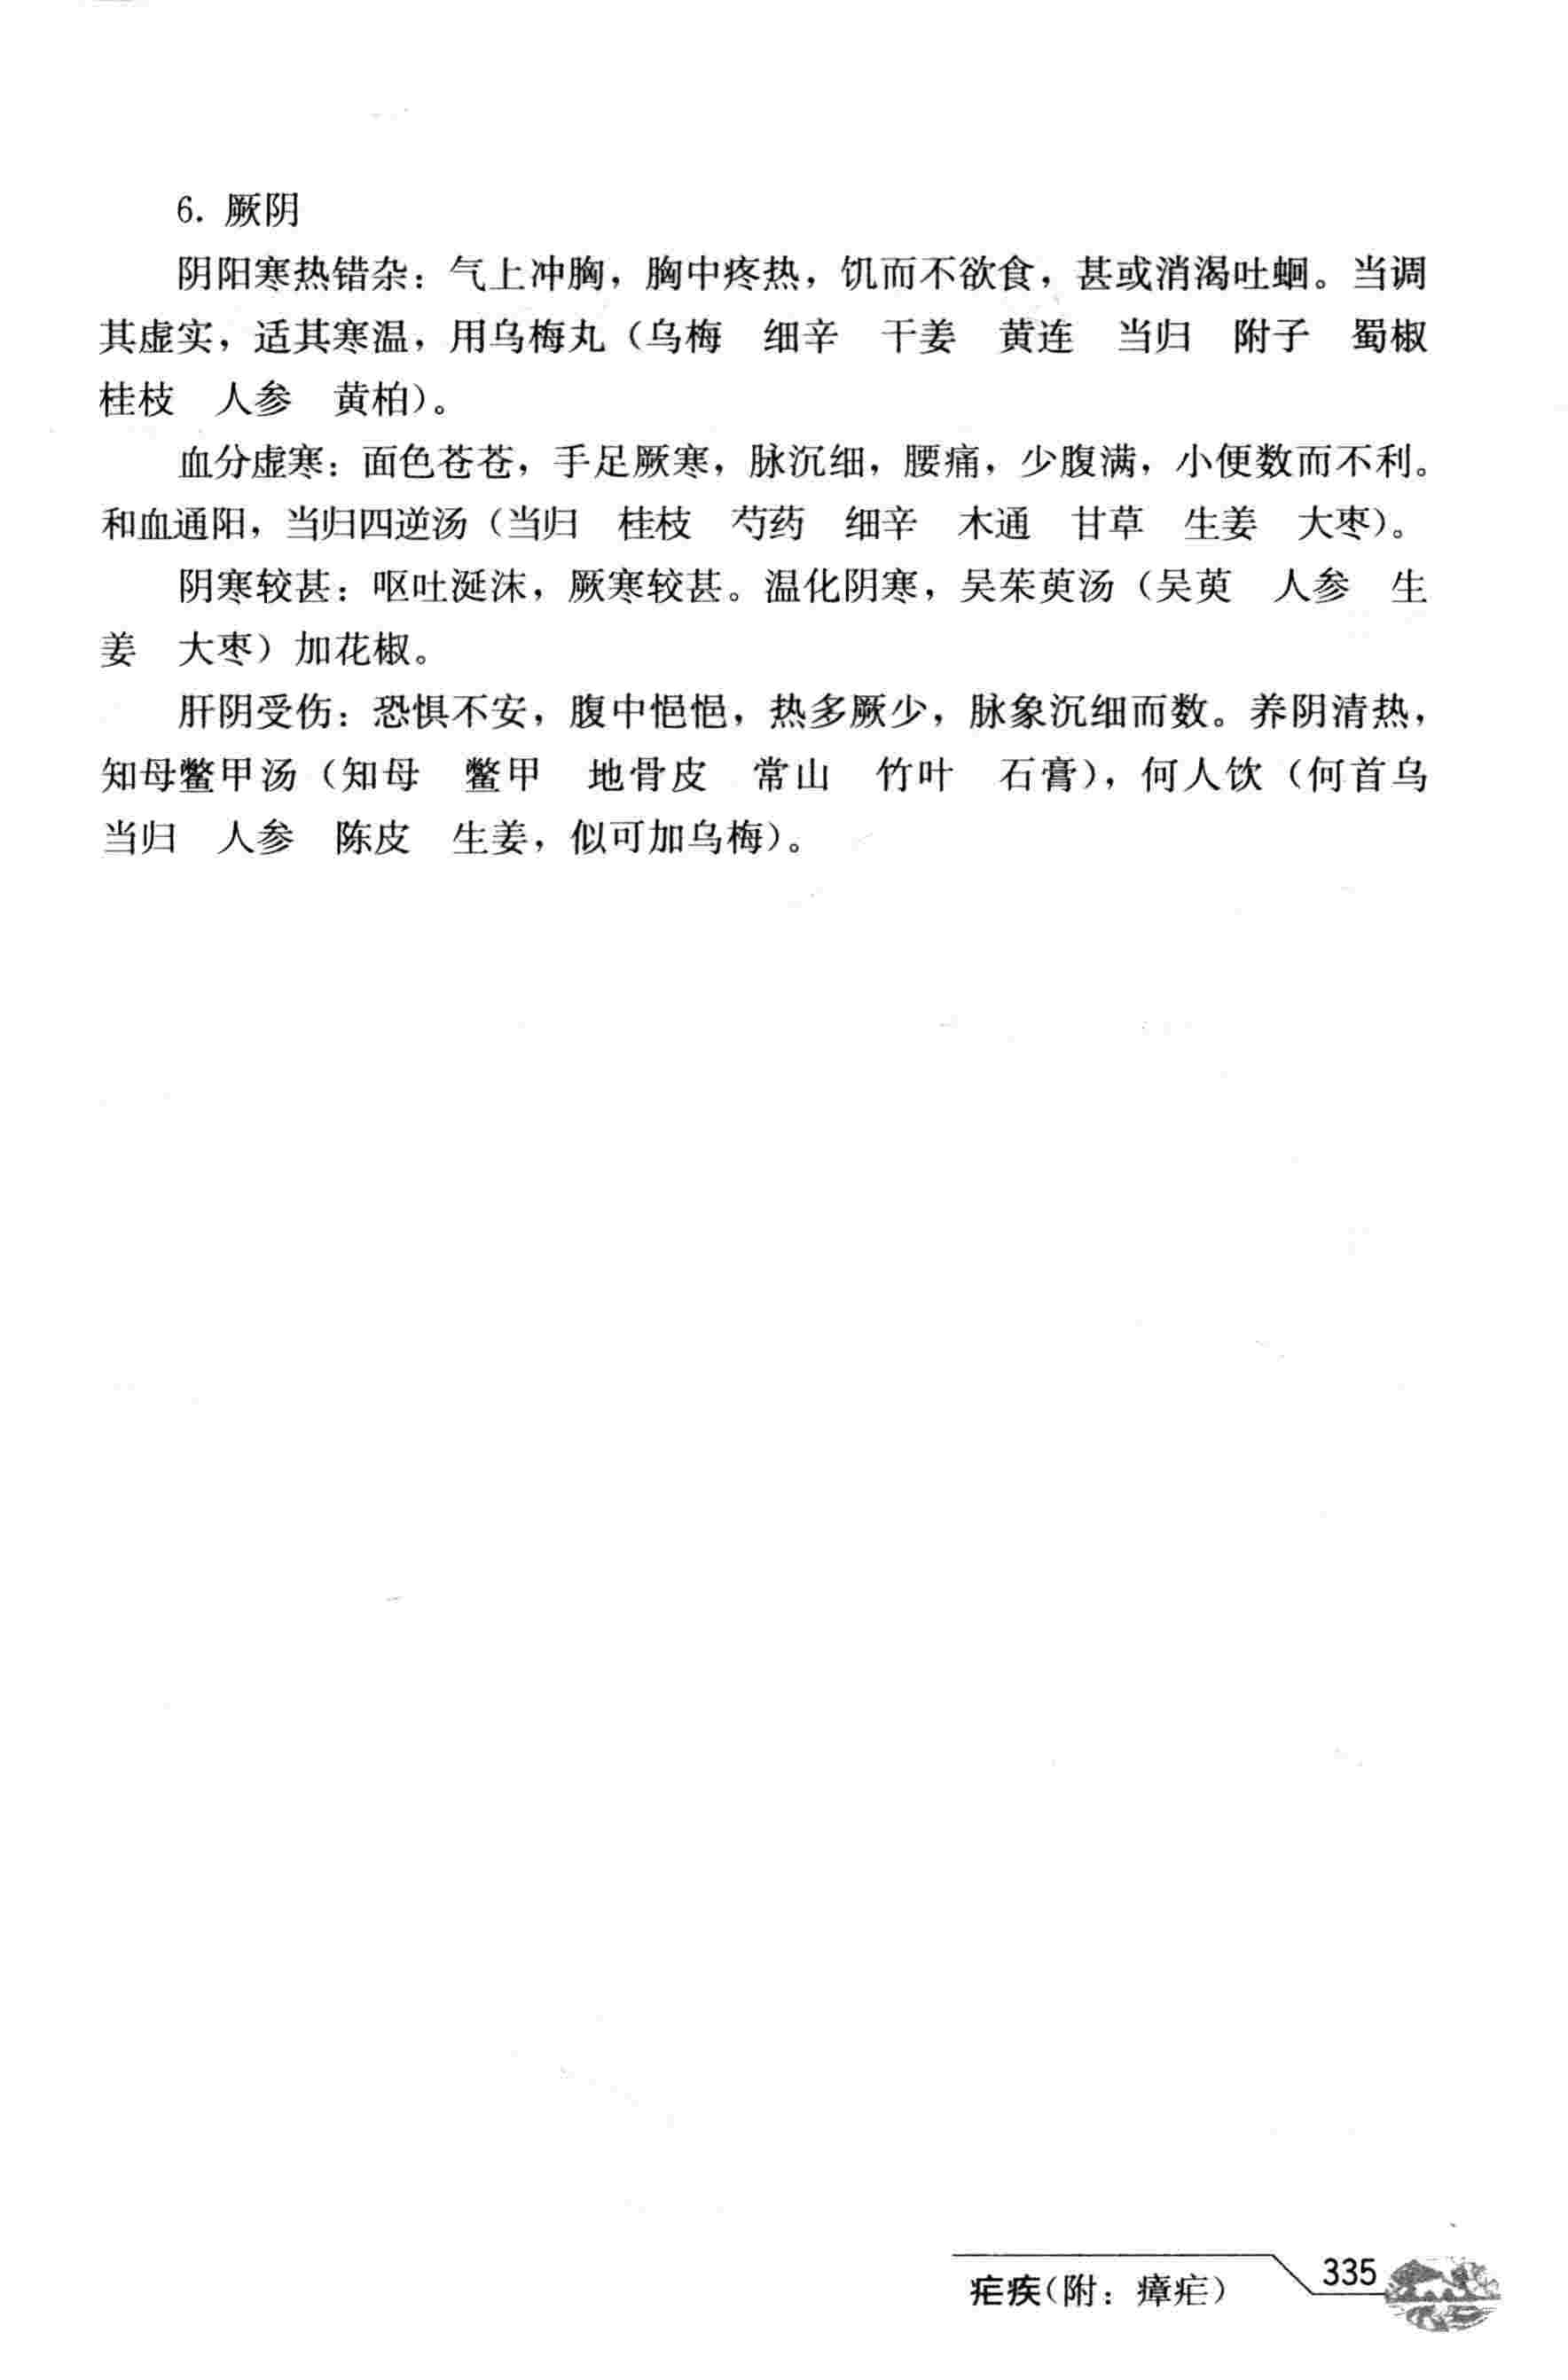 6. 厥阴
阴阳寒热错杂：气上冲胸，胸中疼热，饥而不欲食，甚或消渴吐蛔。当调
其虚实，适其寒温，用乌梅丸（乌梅　细辛　干姜　黄连　当归　附子　蜀椒
桂枝　人参　黄柏）。
血分虚寒：面色苍苍，手足厥寒，脉沉细，腰痛，少腹满，小便数而不利。
和血通阳，当归四逆汤（当归　桂枝　芍药　细辛　木通　甘草　生姜　大枣）。
阴寒较甚：呕吐涎沫，厥寒较甚。温化阴寒，吴茱萸汤（吴萸　人参　生
姜　大枣）加花椒。
肝阴受伤：恐惧不安，腹中悒悒，热多厥少，脉象沉细而数。养阴清热，
知母鳖甲汤（知母　鳖甲　地骨皮　常山　竹叶　石膏），何人饮（何首乌
当归　人参　陈皮　生姜，似可加乌梅）。
疟疾（附：瘴疟）
335